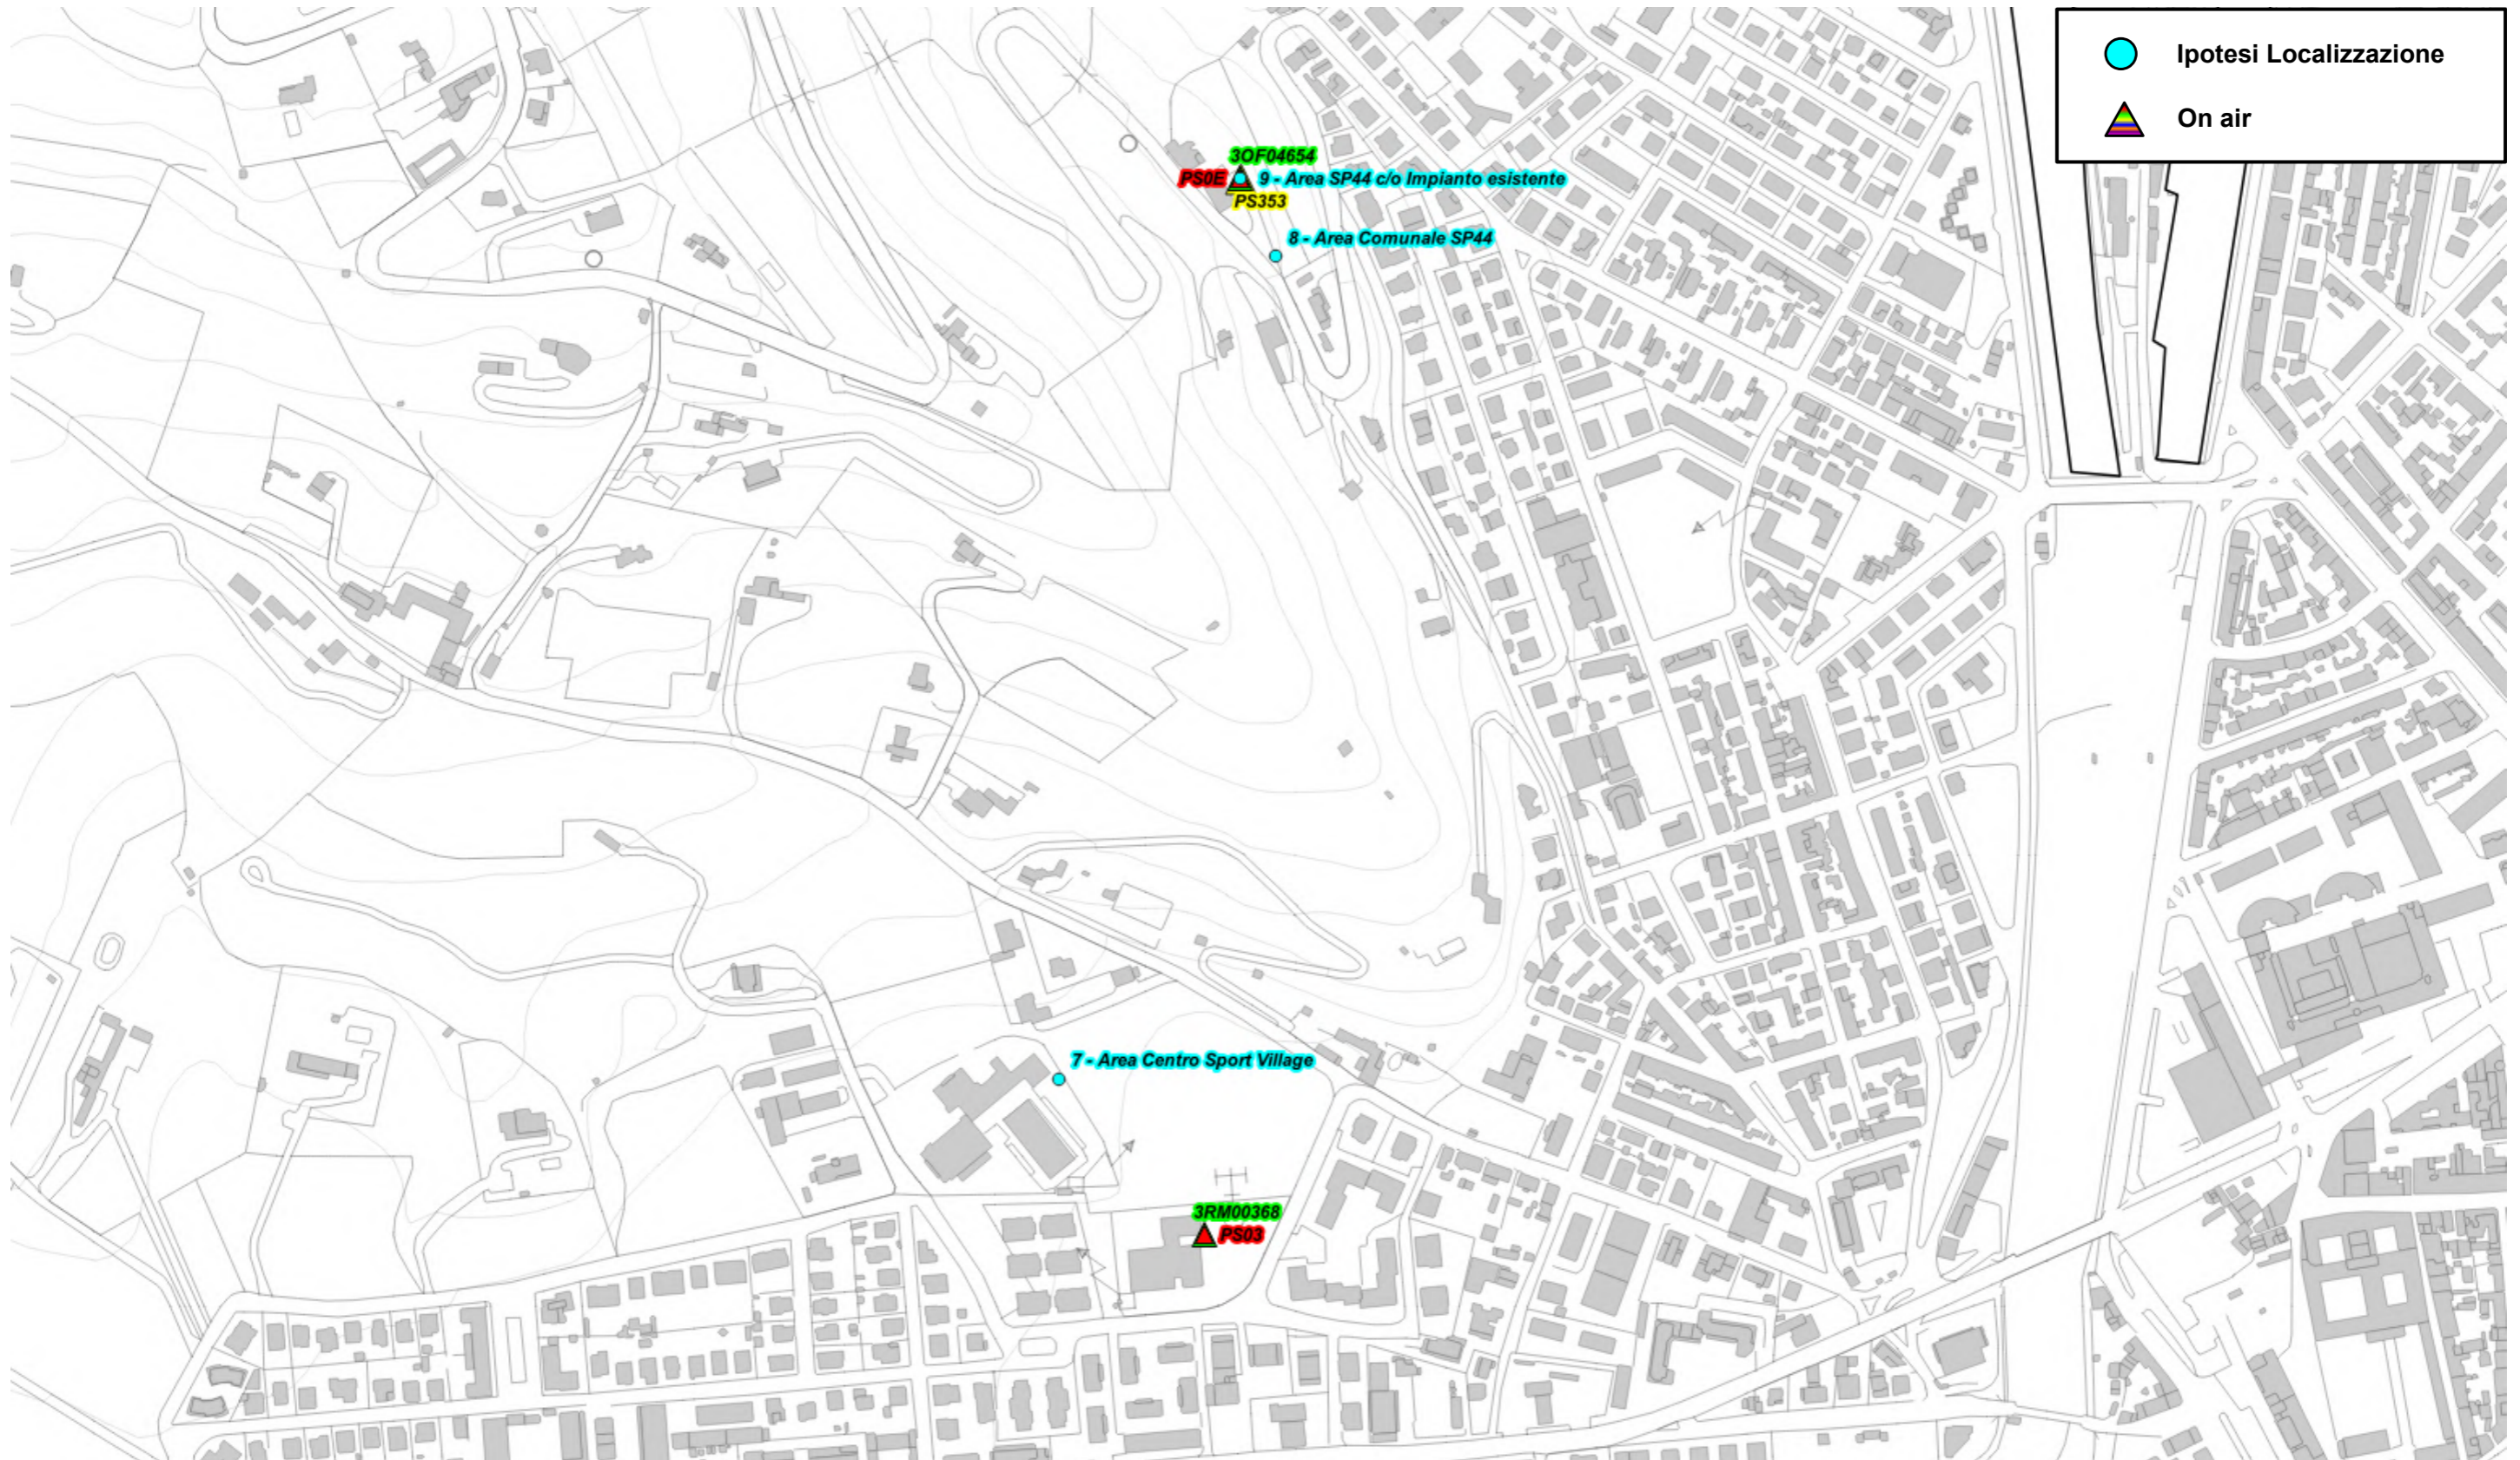 Ipotesi Localizzazione
On air
3OF04654
PS0E 9 - Area SP44 c/o Impianto esistente
PS353
8 - Area Comunale SP44
7 - Area Centro Sport Village
3RM00368
PS03